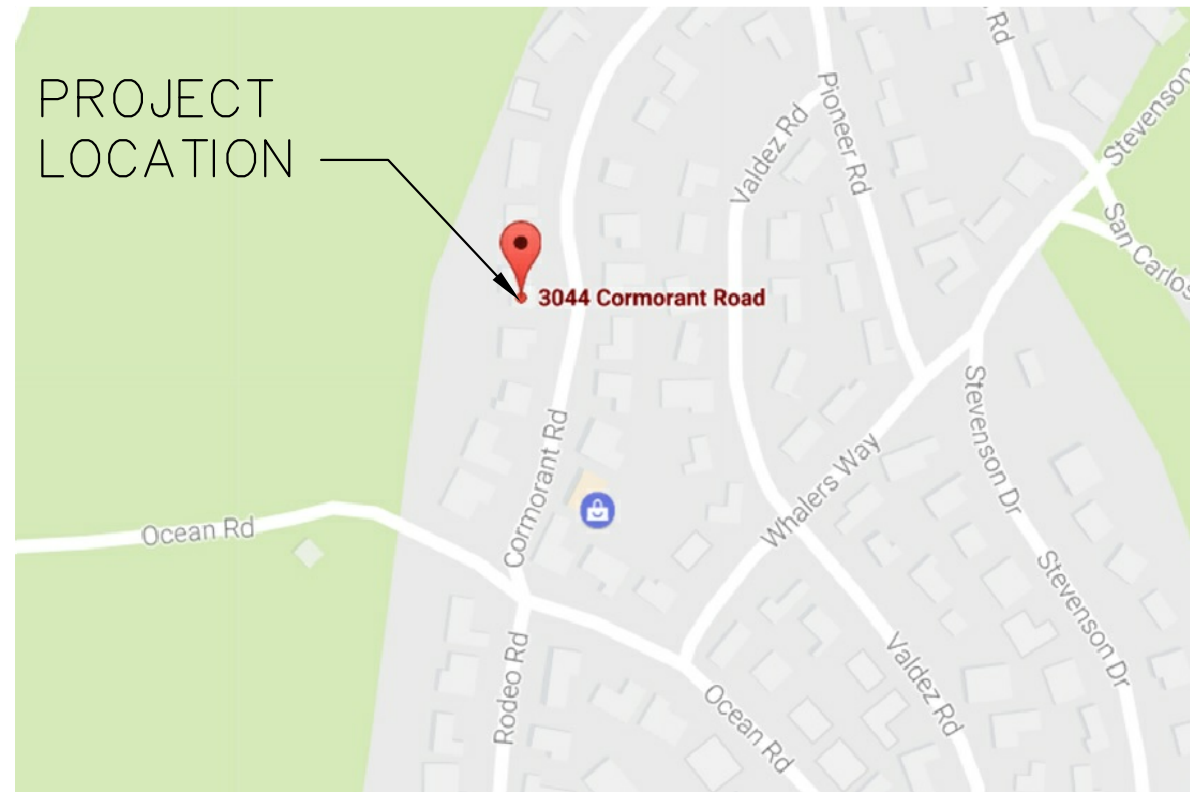 PROJECT
LOCATION
Rd
Pioneer Rd
Valdez Rd
Stevenson
San Carlos
3044 Cormorant Road
Stevenson Dr
Cormorant Rd
Whalers Way
Ocean Rd
Stevenson Dr
Rodeo Rd
Valdez Rd
Ocean Rd